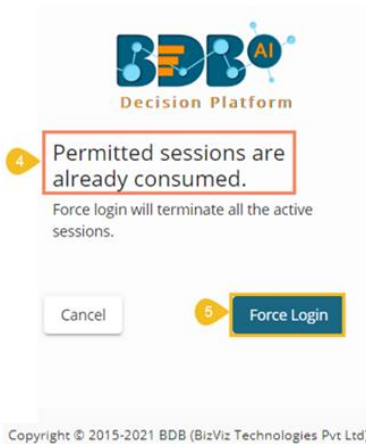 BDB AI
Decision Platform
4
Permitted sessions are
already consumed.
Force login will terminate all the active
sessions.
Cancel
5
Force Login
Copyright © 2015-2021 BDB (BizViz Technologies Pvt Ltd)